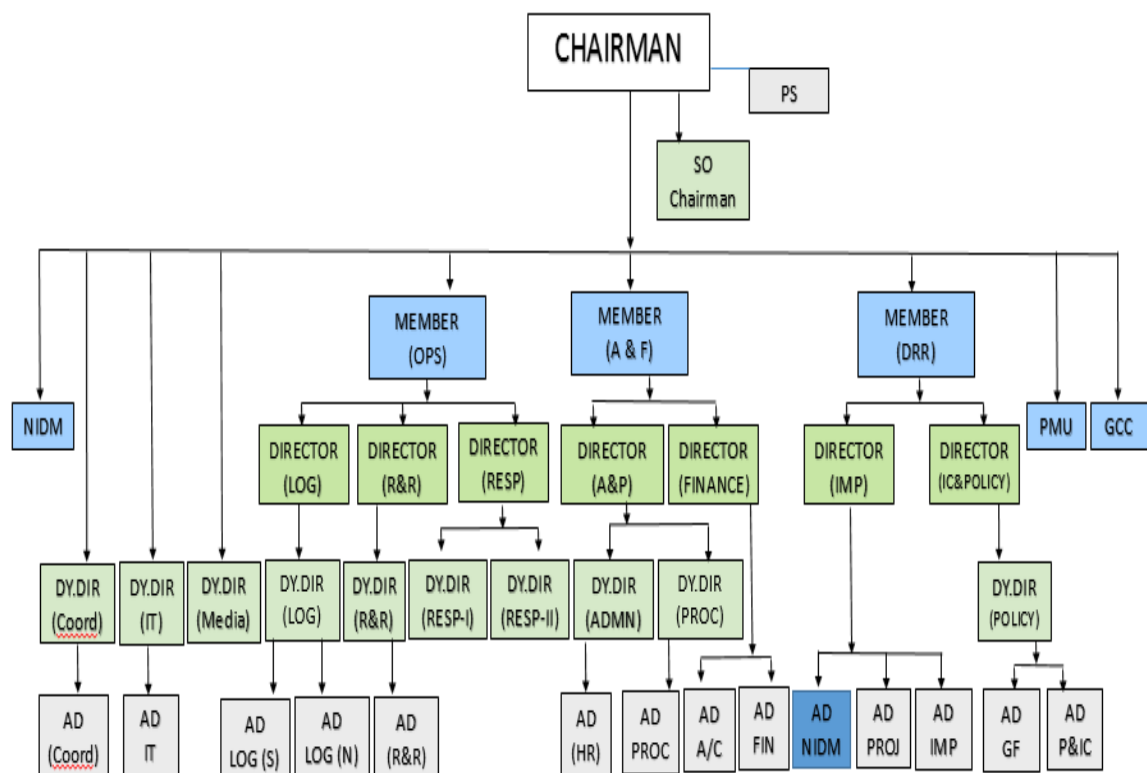 CHAIRMAN
PS
SO
Chairman
MEMBER
(OPS)
MEMBER
(A & F)
MEMBER
(DRR)
NIDM
PMU
GCC
DIRECTOR
(LOG)
DIRECTOR
(R&R)
DIRECTOR
(RESP)
DIRECTOR
(A&P)
DIRECTOR
(FINANCE)
DIRECTOR
(IMP)
DIRECTOR
(IC&POLICY)
DY.DIR
(Coord)
DY.DIR
(IT)
DY.DIR
(Media)
DY.DIR
(LOG)
DY.DIR
(R&R)
DY.DIR
(RESP-I)
DY.DIR
(RESP-II)
DY.DIR
(ADMN)
DY.DIR
(PROC)
DY.DIR
(POLICY)
AD
(Coord)
AD
IT
AD
LOG (S)
AD
LOG (N)
AD
(R&R)
AD
(HR)
AD
PROC
AD
A/C
AD
FIN
AD
NIDM
AD
PROJ
AD
IMP
AD
GF
AD
P&IC